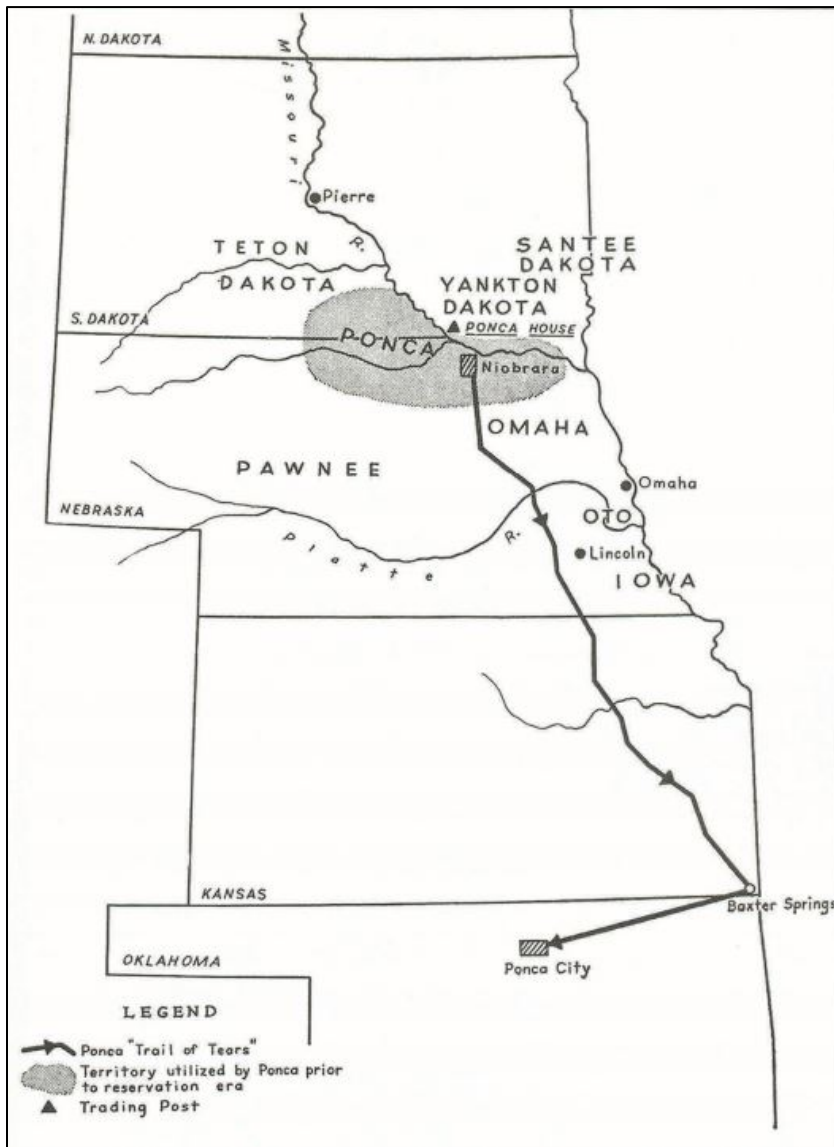 N. DAKOTA
Missouri
R.
Pierre
TETON
DAKOTA
SANTEE
DAKOTA
YANKTON
DAKOTA
S. DAKOTA
PONCA HOUSE
PONCA
Niobrara
OMAHA
PAWNEE
Omaha
NEBRASKA
OTO
Platte R.
Lincoln
IOWA
KANSAS
Baxter Springs
OKLAHOMA
Ponca City
LEGEND
Ponca "Trail of Tears"
Territory utilized by Ponca prior
to reservation era
Trading Post